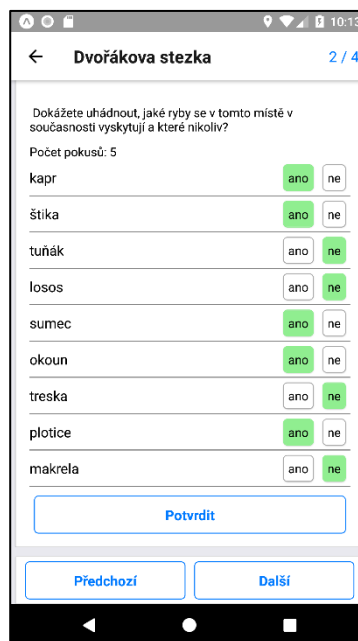 10:13
Dvořákova stezka 2 / 4
Dokážete uhádnout, jaké ryby se v tomto místě v
současnosti vyskytují a které nikoliv?
Počet pokusů: 5
kapr ano ne
štika ano ne
tuňák ano ne
losos ano ne
sumec ano ne
okoun ano ne
treska ano ne
plotice ano ne
makrela ano ne
Potvrdit
Předchozí Další